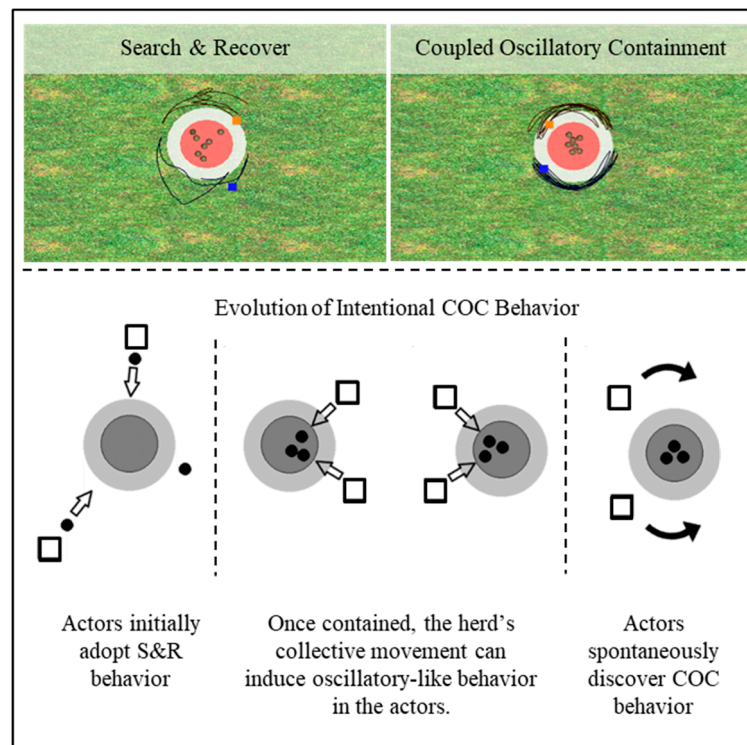 Search & Recover
Coupled Oscillatory Containment
Evolution of Intentional COC Behavior
Actors initially
adopt S&R
behavior
Once contained, the herd's
collective movement can
induce oscillatory-like behavior
in the actors.
Actors
spontaneously
discover COC
behavior